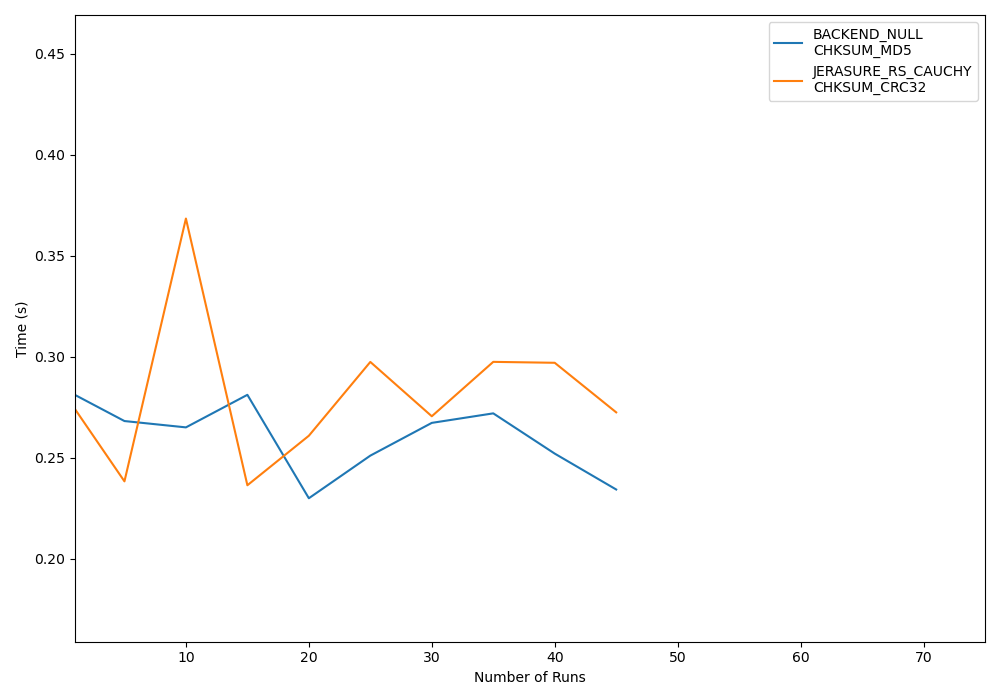 BACKEND_NULL
CHKSUM_MD5
JERASURE_RS_CAUCHY
CHKSUM_CRC32
0.45
0.40
0.35
0.30
0.25
0.20
Time (s)
10 20 30 40 50 60 70
Number of Runs